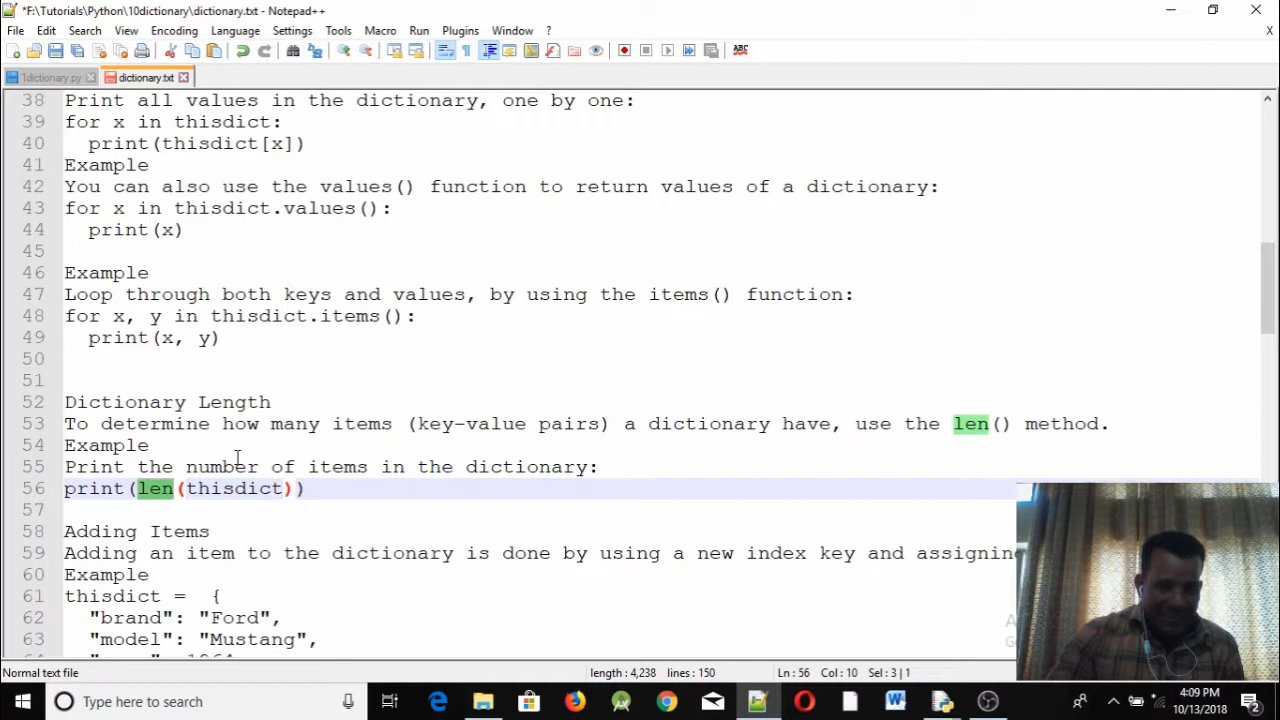 *F:\Tutorials\Python\10dictionary\dictionary.txt - Notepad++
File Edit Search View Encoding Language Settings Tools Macro Run Plugins Window ? X
ABC
1dictionary.py dictionary.txt
38 Print all values in the dictionary, one by one:
39 for x in thisdict:
40   print(thisdict[x])
41 Example
42 You can also use the values() function to return values of a dictionary:
43 for x in thisdict.values():
44   print(x)
45
46 Example
47 Loop through both keys and values, by using the items() function:
48 for x, y in thisdict.items():
49   print(x, y)
50
51
52 Dictionary Length
53 To determine how many items (key-value pairs) a dictionary have, use the len() method.
54 Example
55 Print the number of items in the dictionary:
56 print(len(thisdict))
57
58 Adding Items
59 Adding an item to the dictionary is done by using a new index key and assignin
60 Example
61 thisdict =  {
62   "brand": "Ford",
63   "model": "Mustang",
Normal text file length : 4,238 lines : 150 Ln : 56 Col : 10 Sel : 3 | 1
Type here to search
4:09 PM
10/13/2018
2